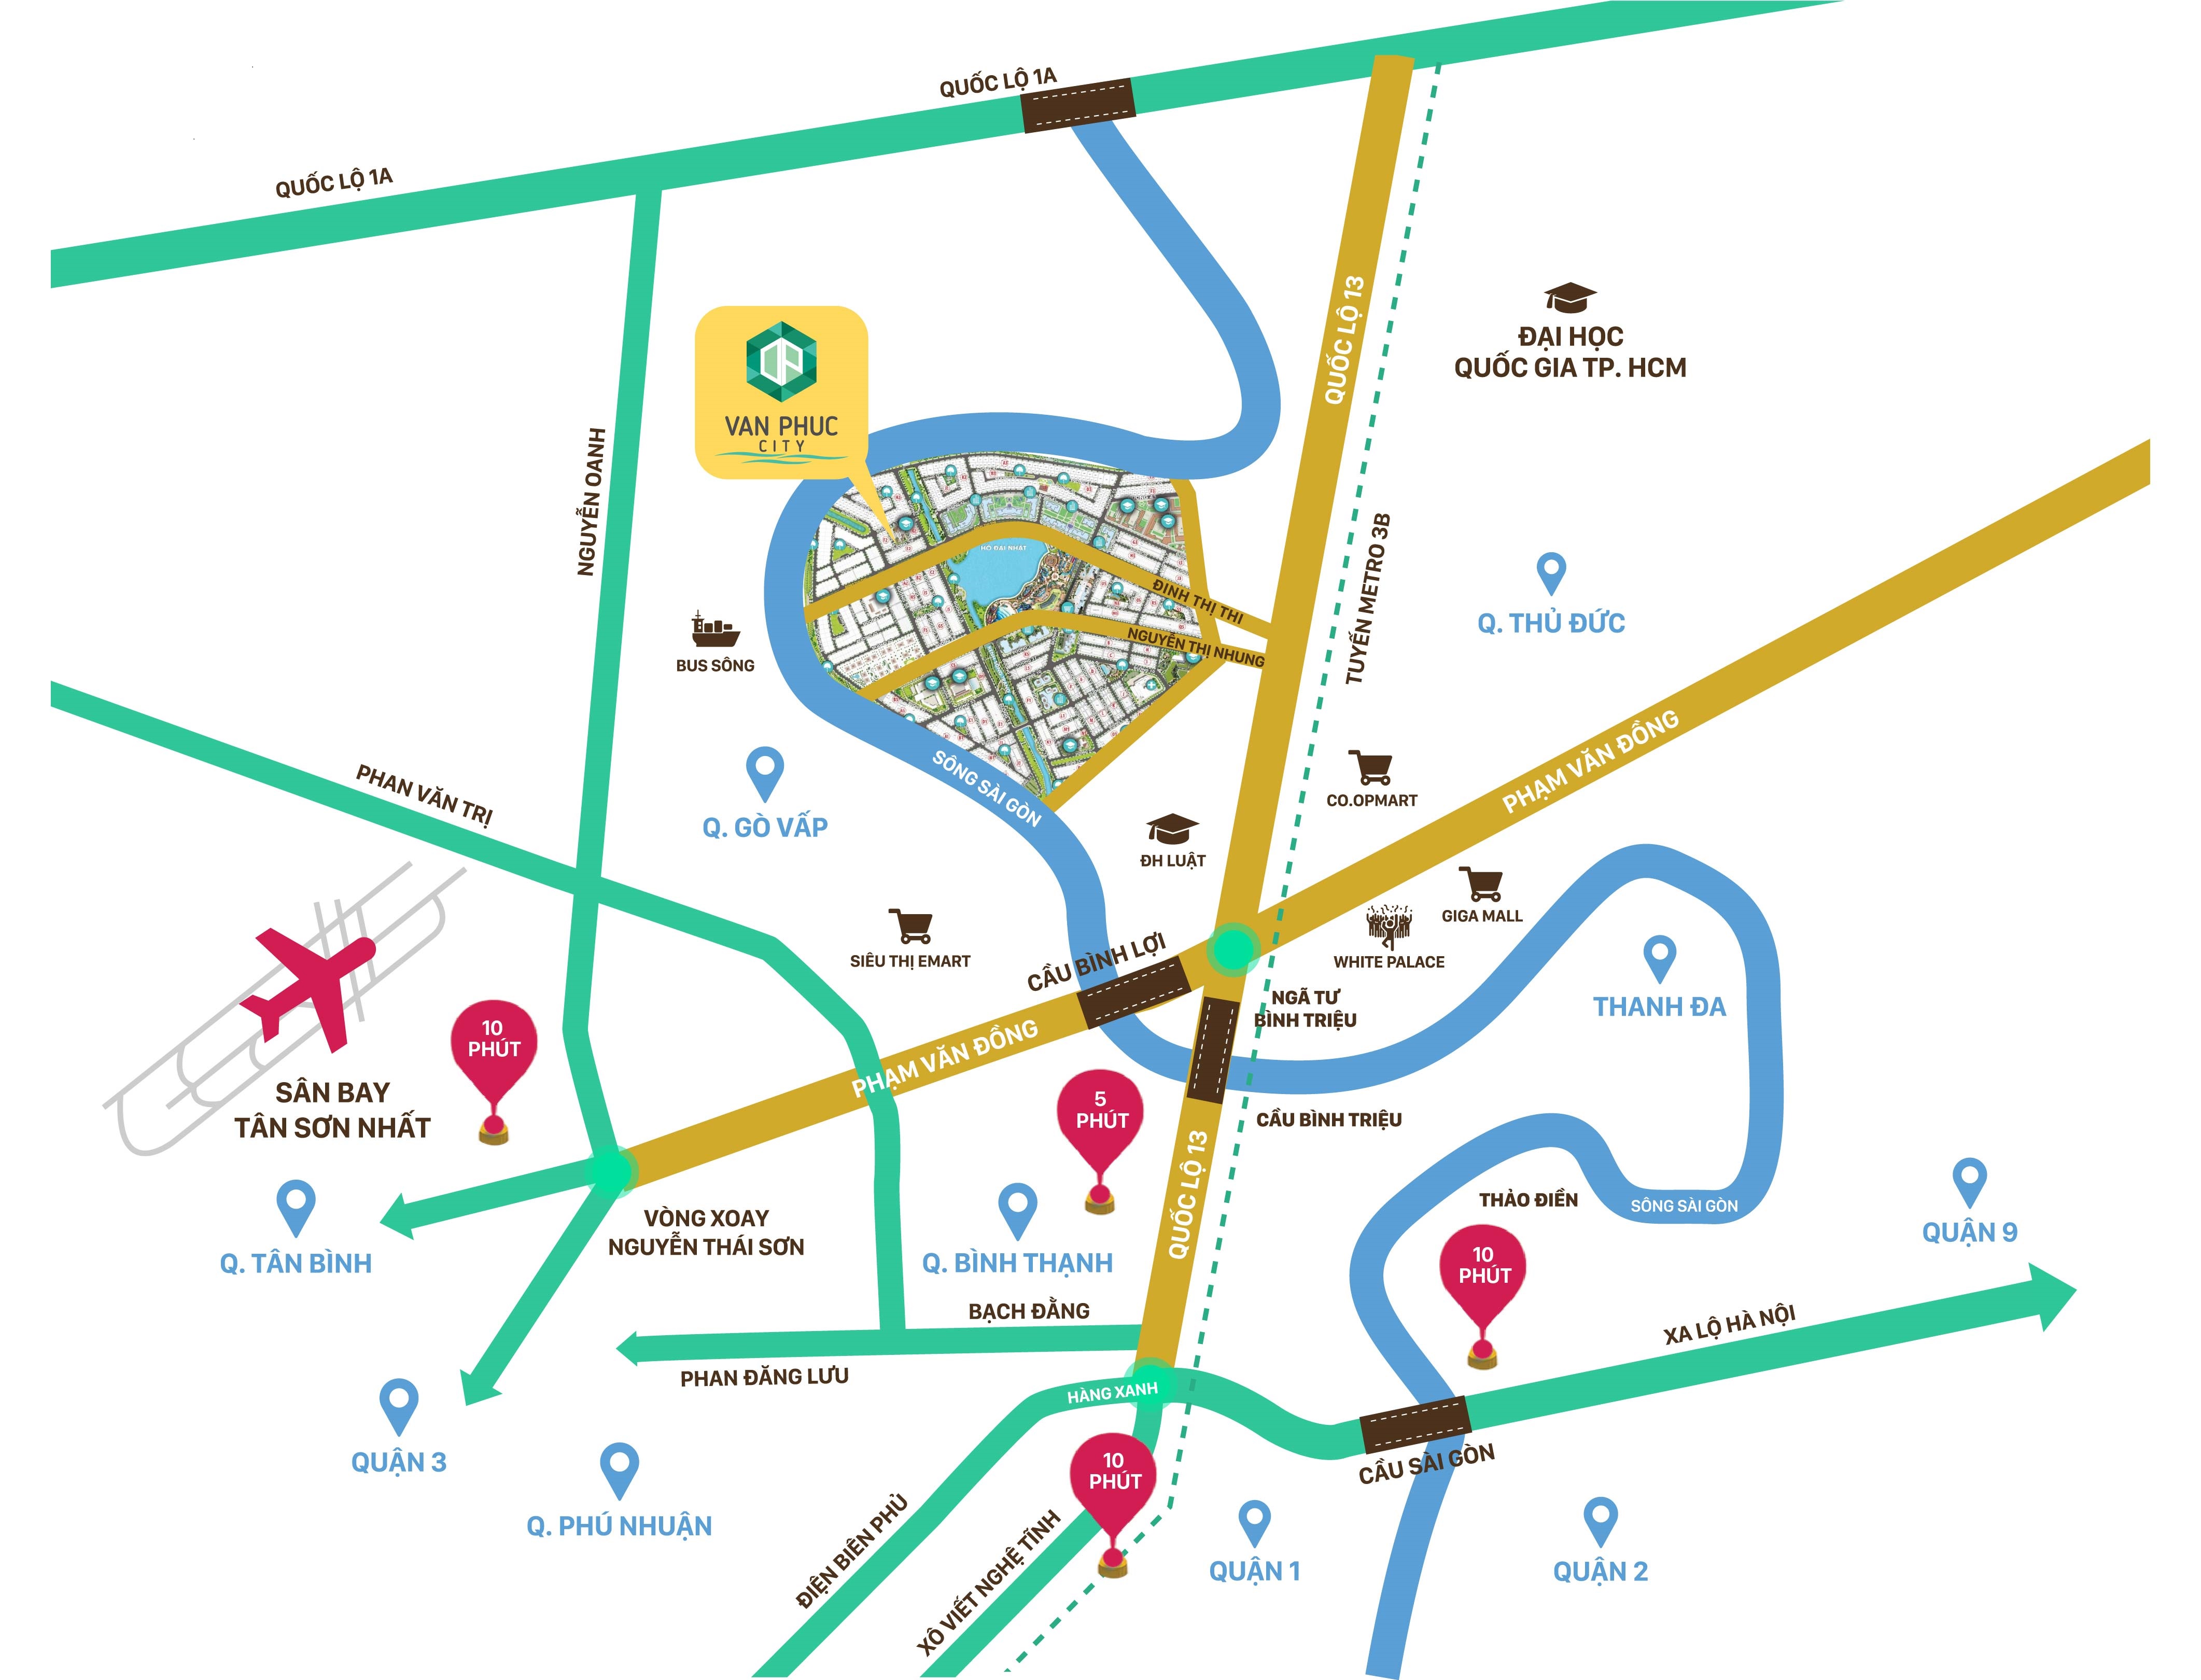 QUỐC LỘ 1A
QUỐC LỘ 1A
QUỐC LỘ 13
ĐẠI HỌC
QUỐC GIA TP. HCM
VAN PHUC
CITY
NGUYỄN OANH
HỒ ĐẠI NHẬT
TUYẾN METRO 3B
ĐINH THỊ THI
NGUYỄN THỊ NHUNG
Q. THỦ ĐỨC
BUS SÔNG
PHẠM VĂN ĐỒNG
PHAN VĂN TRỊ
SÔNG SÀI GÒN
CO.OPMART
Q. GÒ VẤP
ĐH LUẬT
GIGA MALL
SIÊU THỊ EMART
CẦU BÌNH LỢI
WHITE PALACE
NGÃ TƯ
BÌNH TRIỆU
THANH ĐA
10
PHÚT
PHẠM VĂN ĐỒNG
SÂN BAY
TÂN SƠN NHẤT
5
PHÚT
CẦU BÌNH TRIỆU
QUỐC LỘ 13
THẢO ĐIỀN
SÔNG SÀI GÒN
VÒNG XOAY
NGUYỄN THÁI SƠN
QUẬN 9
Q. TÂN BÌNH
Q. BÌNH THẠNH
10
PHÚT
BẠCH ĐẰNG
XA LỘ HÀ NỘI
PHAN ĐĂNG LƯU
HÀNG XANH
QUẬN 3
CẦU SÀI GÒN
10
PHÚT
Q. PHÚ NHUẬN
ĐIỆN BIÊN PHỦ
XÔ VIẾT NGHỆ TĨNH
QUẬN 1
QUẬN 2